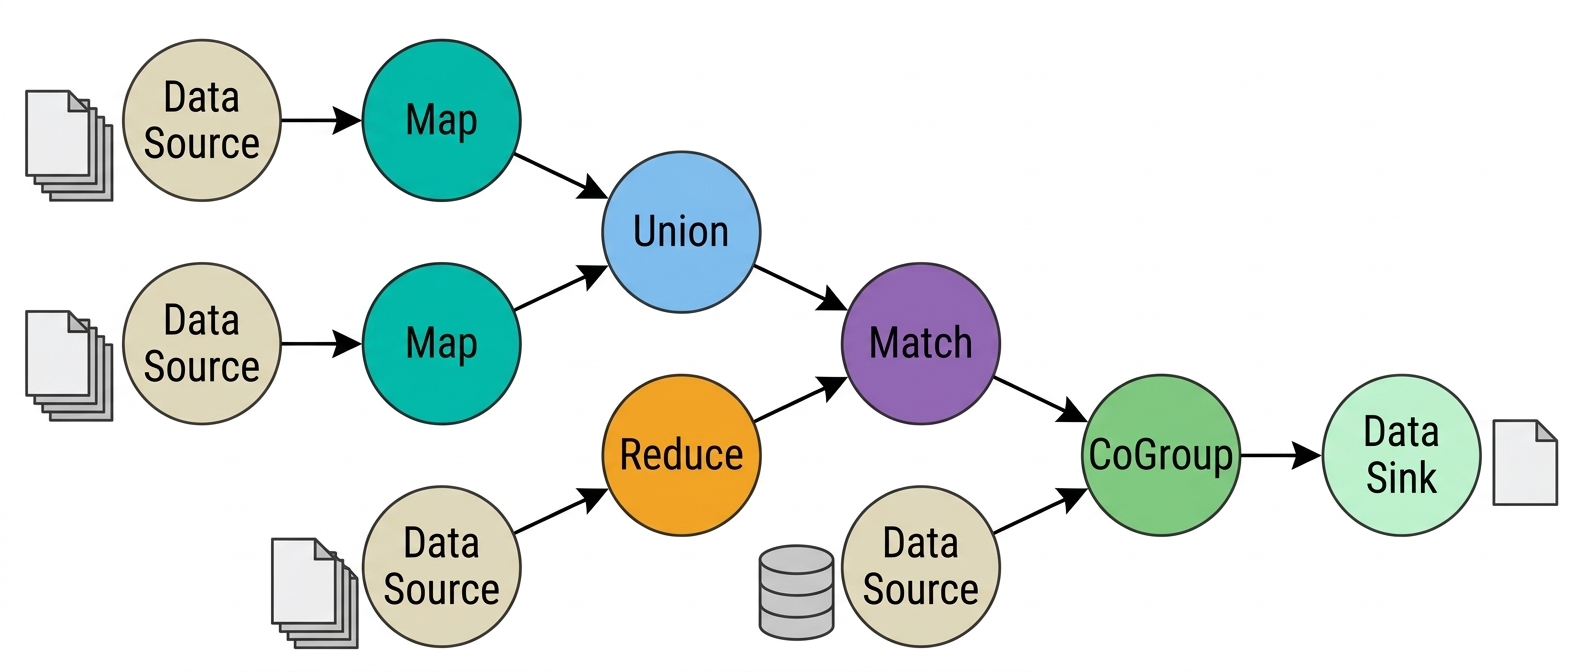 Data
Source
Map
Union
Data
Source
Map
Match
Reduce
CoGroup
Data
Sink
Data
Source
Data
Source